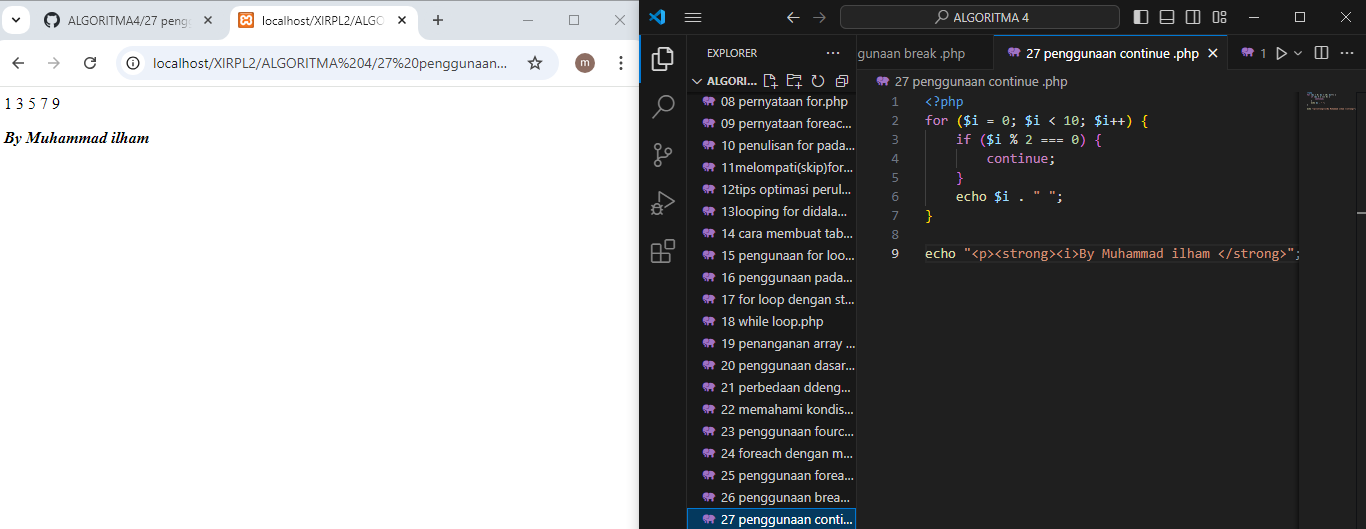 ALGORITMA4/27 peng
localhost/XIRPL2/ALGO
localhost/XIRPL2/ALGORITMA%204/27%20penggunaan...
m
1 3 5 7 9
By Muhammad ilham
ALGORITMA 4
EXPLORER
ALGORI...
08 pernyataan for.php
09 pernyataan foreac...
10 penulisan for pada...
11melompati(skip)for...
12tips optimasi perul...
13looping for didala...
14 cara membuat tab...
15 pengunaan for loo...
16 penggunaan pada...
17 for loop dengan st...
18 while loop.php
19 penanganan array ...
20 penggunaan dasar...
21 perbedaan ddeng...
22 memahami kondis...
23 penggunaan fourc...
24 foreach dengan m...
25 penggunaan forea...
26 penggunaan brea...
27 penggunaan conti...
gunaan break .php
27 penggunaan continue .php
1
27 penggunaan continue .php
1 <?php
2 for ($i = 0; $i < 10; $i++) {
3     if ($i % 2 === 0) {
4         continue;
5     }
6     echo $i . " ";
7 }
8
9 echo "<p><strong><i>By Muhammad ilham </strong>";